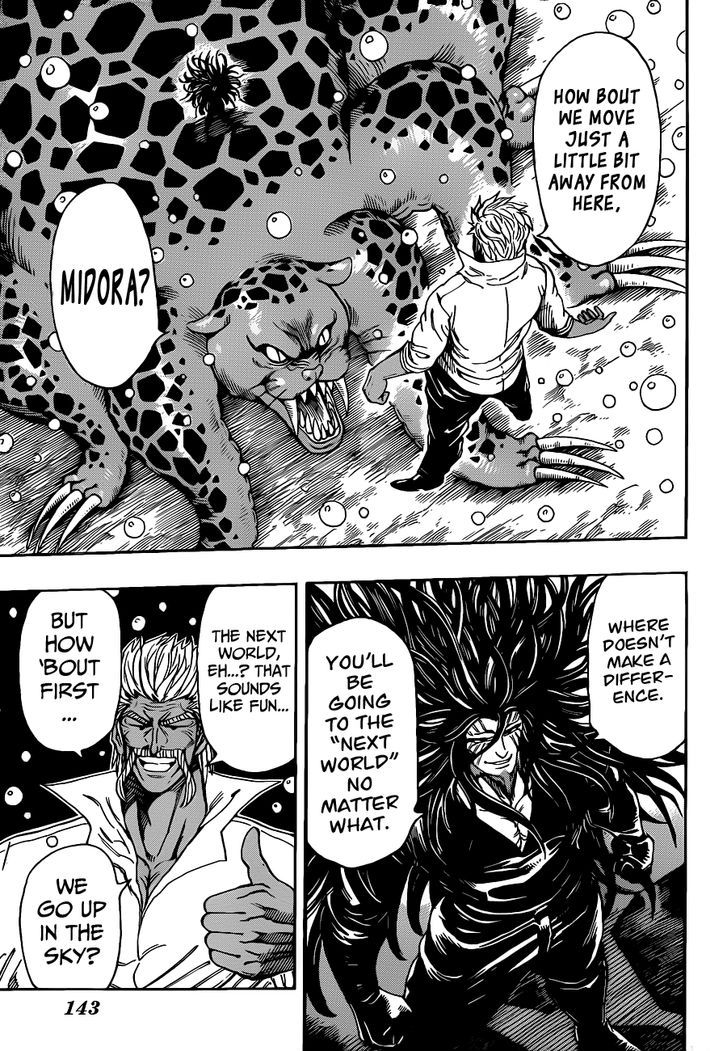 HOW BOUT
WE MOVE
JUST A
LITTLE BIT
AWAY FROM
HERE,
MIDORA?
WHERE
DOESN'T
MAKE A
DIFFER-
ENCE.
YOU'LL
BE
GOING
TO THE
"NEXT
WORLD"
NO
MATTER
WHAT.
THE NEXT
WORLD,
EH...? THAT
SOUNDS
LIKE FUN...
BUT
HOW
'BOUT
FIRST
...
WE
GO UP
IN THE
SKY?
143